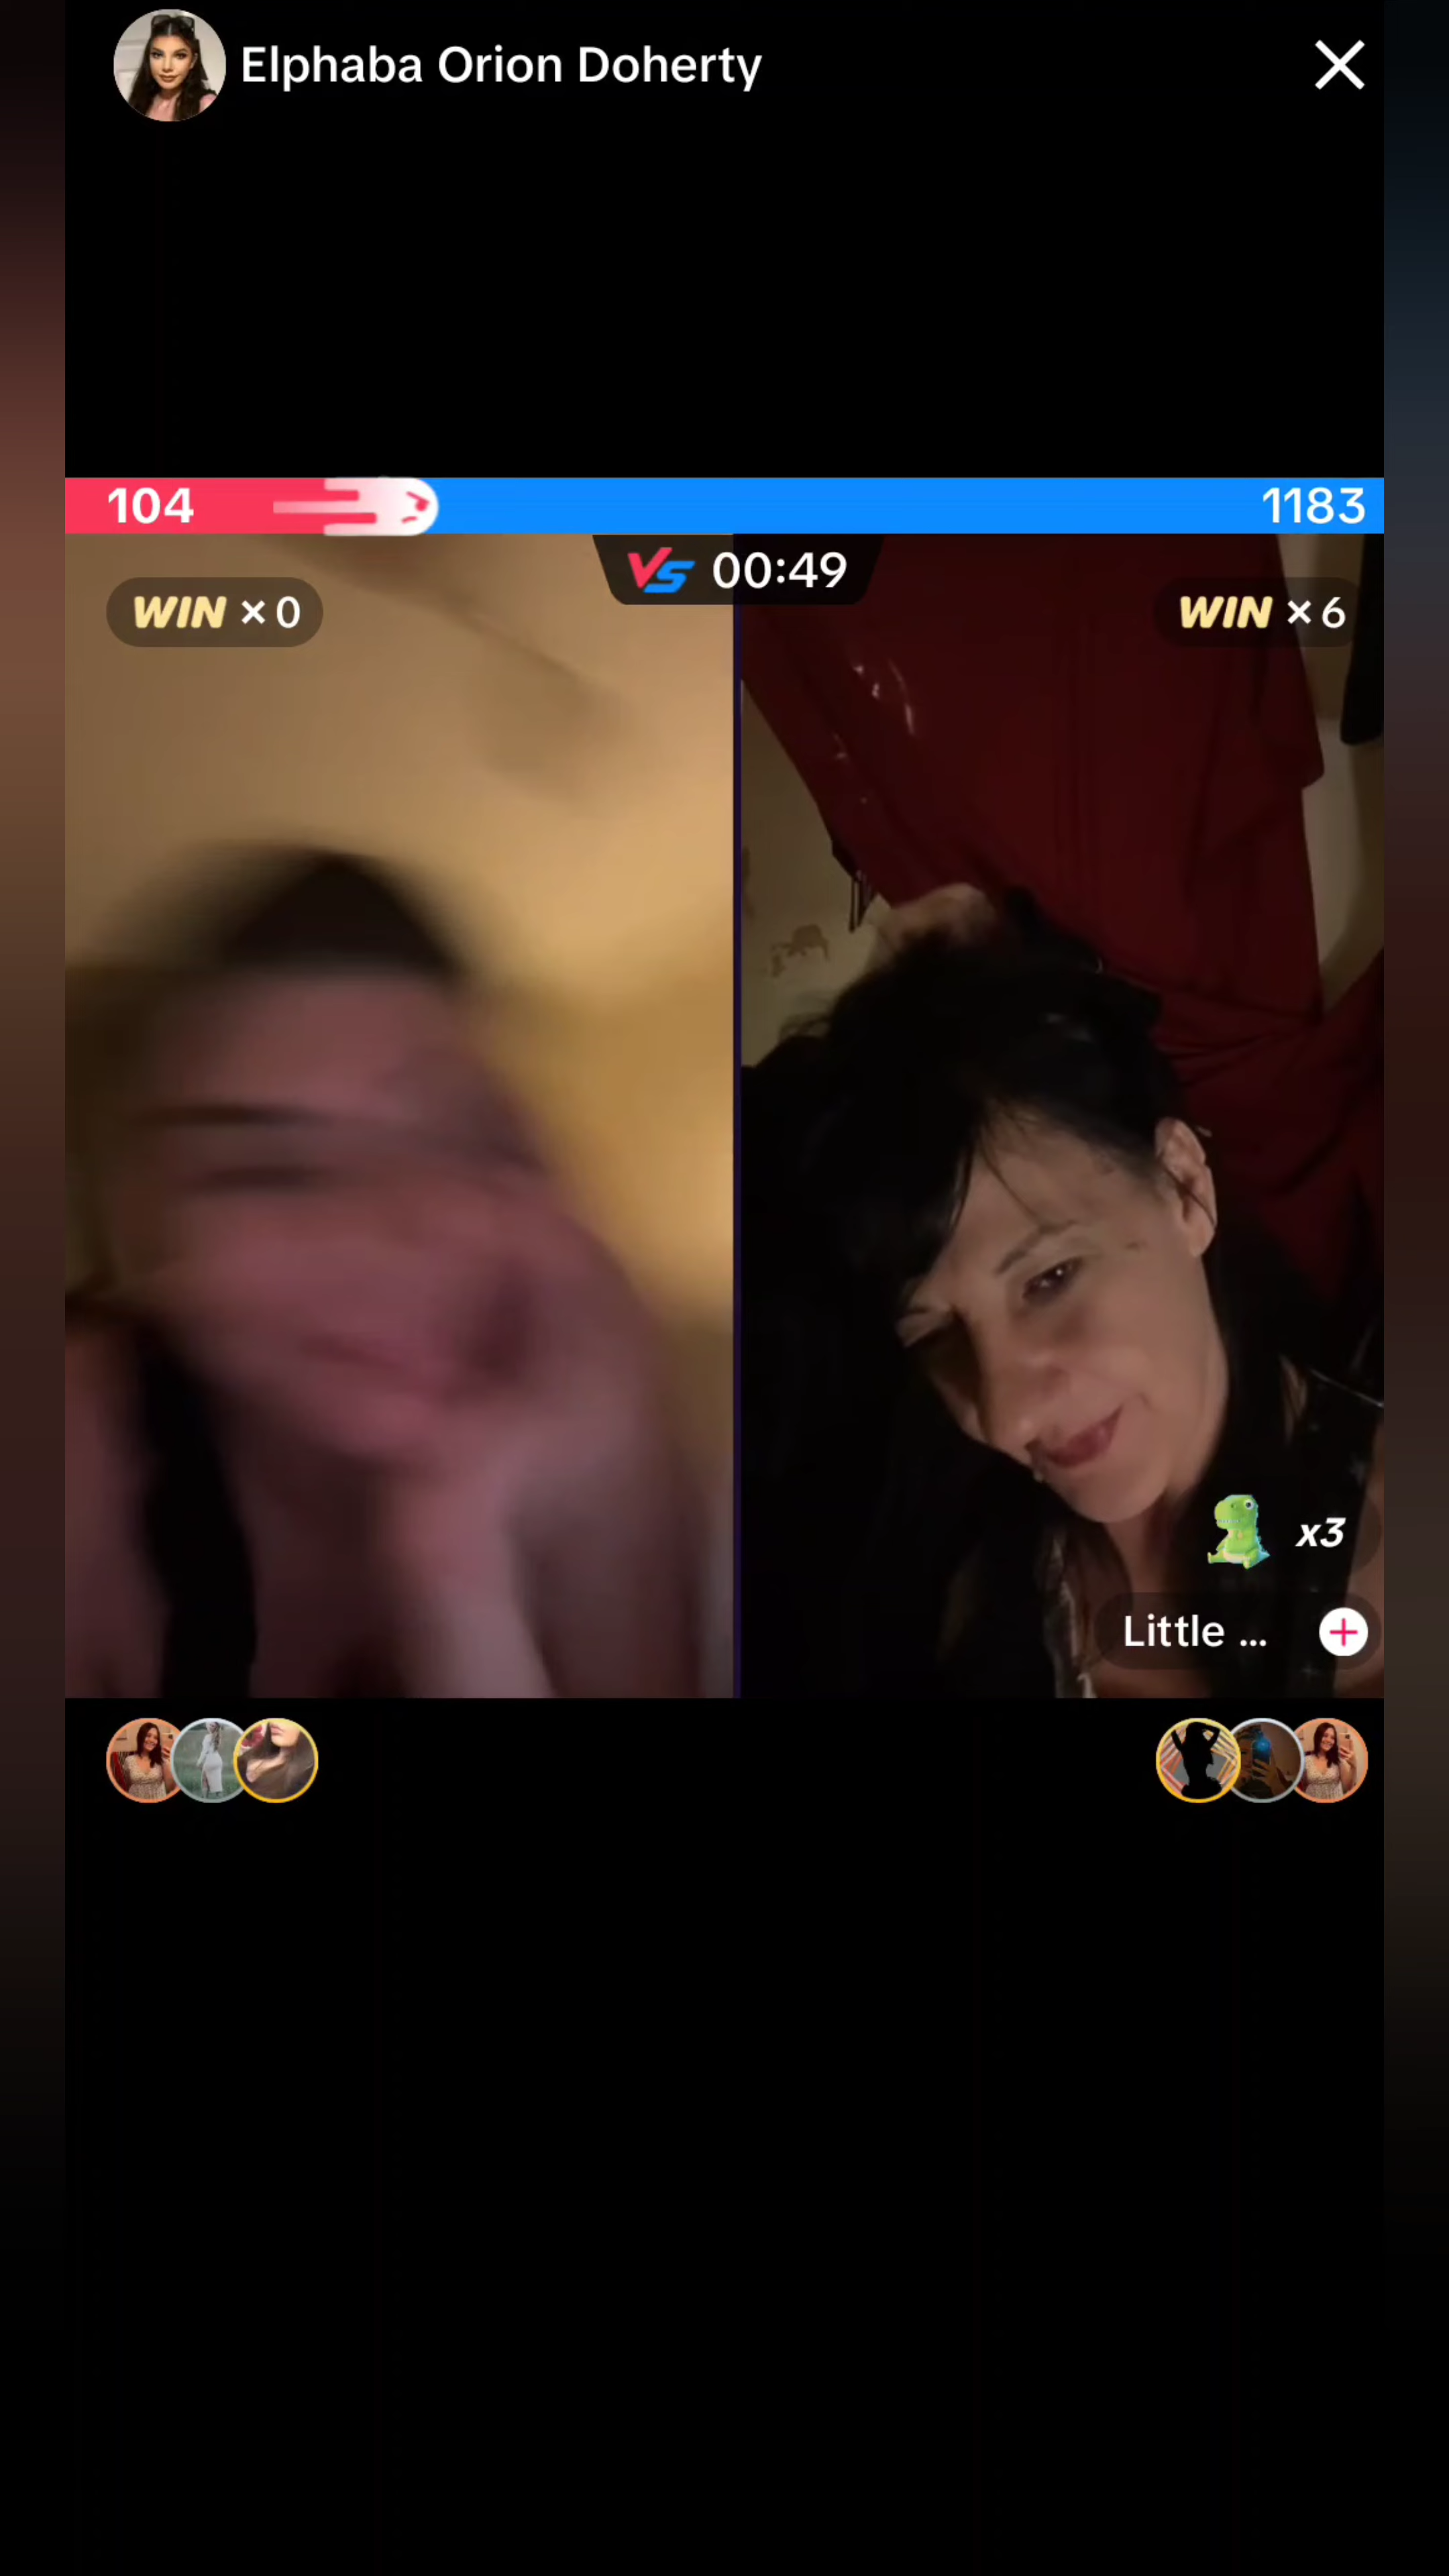 Elphaba Orion Doherty
104 1183
VS 00:49
WIN × 0 WIN × 6
x3
Little ...